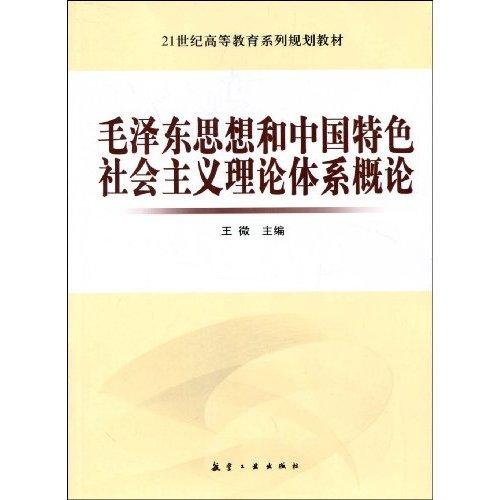 21世纪高等教育系列规划教材
毛泽东思想和中国特色
社会主义理论体系概论
王 微 主编
航空工业出版社